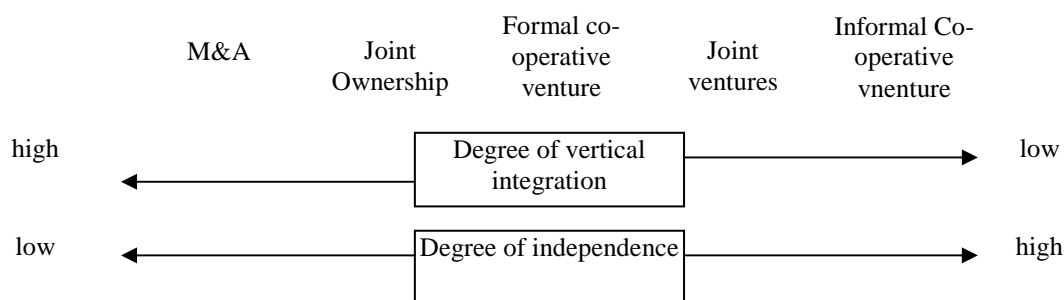 M&A
Joint
Ownership
Formal co-
operative
venture
Joint
ventures
Informal Co-
operative
vnenture
high
Degree of vertical
integration
low
low
Degree of independence
high